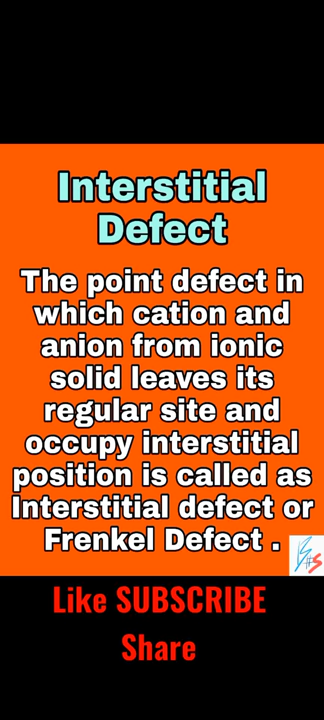 Interstitial
Defect
The point defect in
which cation and
anion from ionic
solid leaves its
regular site and
occupy interstitial
position is called as
Interstitial defect or
Frenkel Defect .
Like SUBSCRIBE
Share